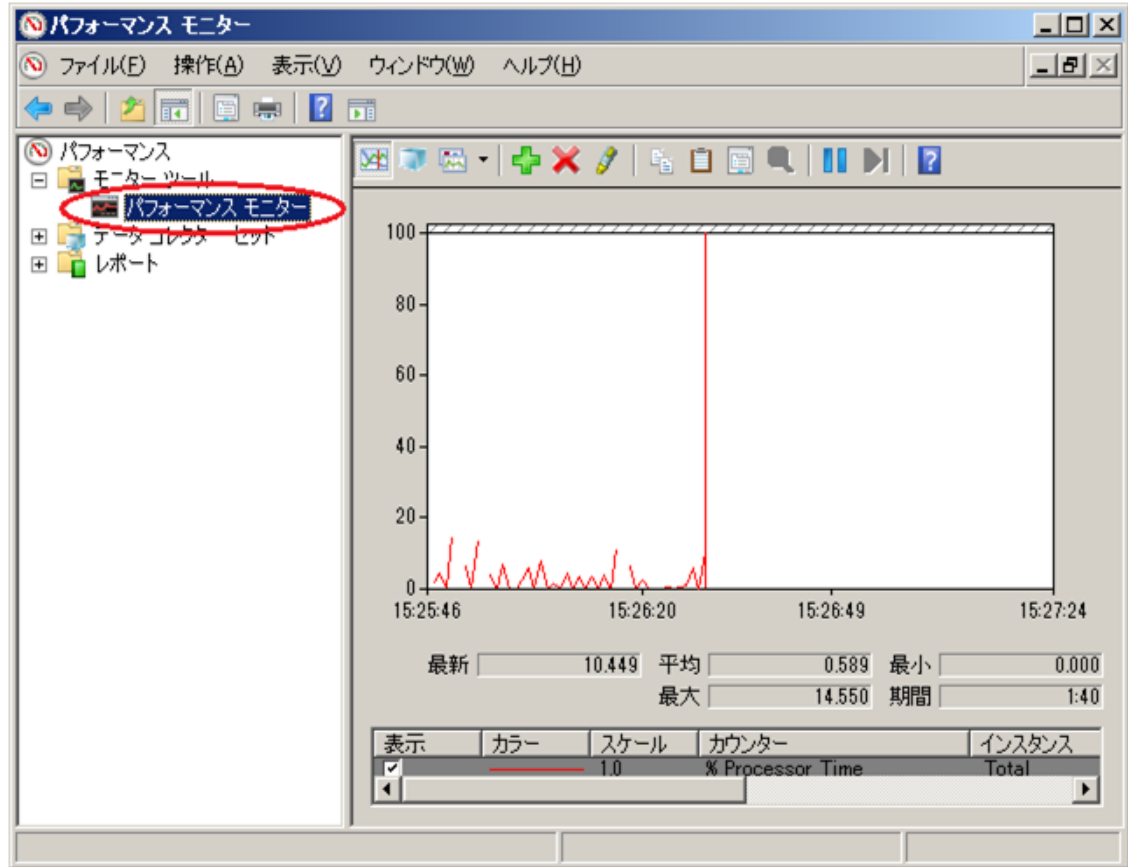 パフォーマンス モニター
ファイル(F) 操作(A) 表示(V) ウィンドウ(W) ヘルプ(H)
パフォーマンス
モニター ツール
パフォーマンス モニター
データ コレクター セット
レポート
100
80
60
40
20
0
15:25:46 15:26:20 15:26:49 15:27:24
最新 10.449 平均 0.589 最小 0.000
最大 14.550 期間 1:40
表示 カラー スケール カウンター インスタンス
1.0 % Processor Time _Total